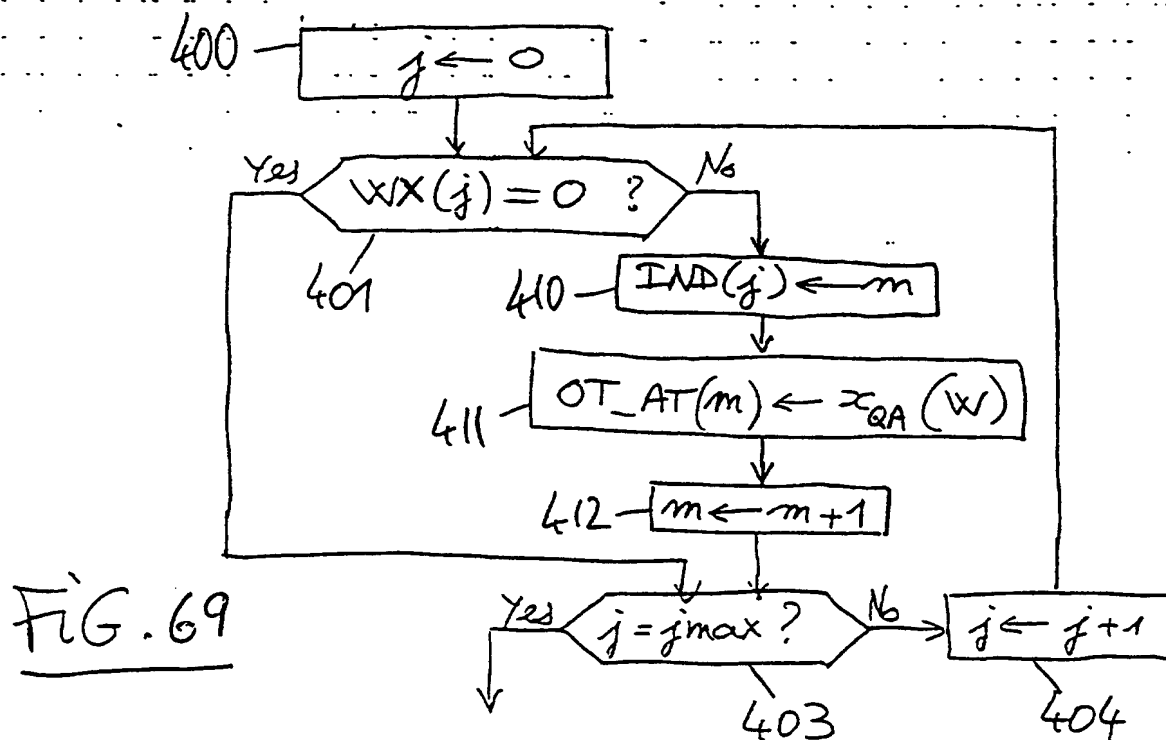 400
j ← 0
Yes
WX(j) = 0 ?
No
401
410
IND(j) ← m
411
OT_AT(m) ← x_QA (W)
412
m ← m+1
FiG. 69
Yes
j = jmax ?
No
j ← j+1
403
404